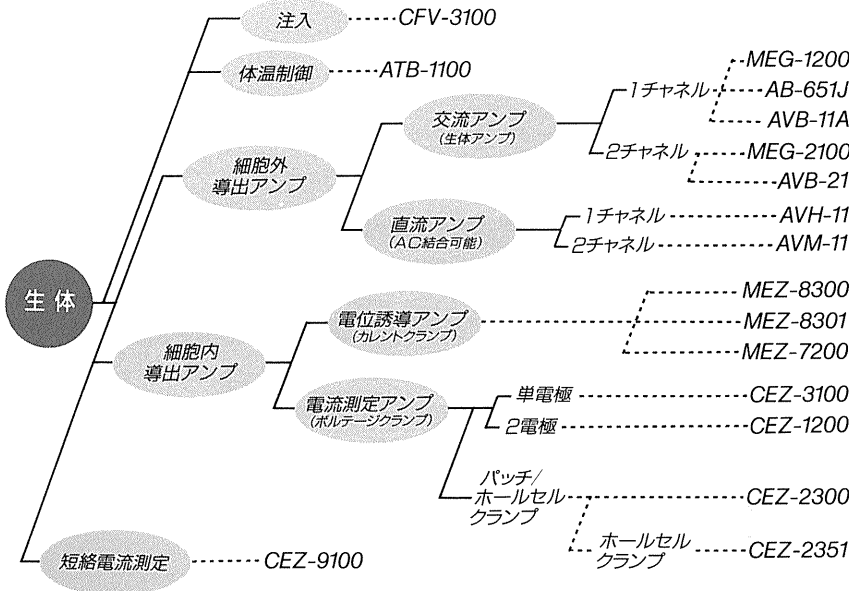 注入 CFV-3100
体温制御 ATB-1100
MEG-1200
1チャネル AB-651J
交流アンプ
(生体アンプ)
AVB-11A
2チャネル MEG-2100
細胞外
導出アンプ
AVB-21
直流アンプ
(AC結合可能)
1チャネル AVH-11
2チャネル AVM-11
生体
MEZ-8300
電位誘導アンプ
(カレントクランプ)
MEZ-8301
MEZ-7200
細胞内
導出アンプ
電流測定アンプ
(ボルテージクランプ)
単電極 CEZ-3100
2電極 CEZ-1200
パッチ/
ホールセル
クランプ
CEZ-2300
ホールセル
クランプ
CEZ-2351
短絡電流測定 CEZ-9100